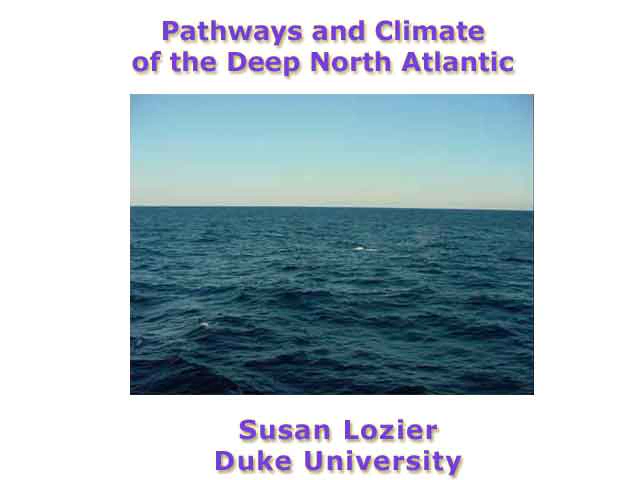 Pathways and Climate
of the Deep North Atlantic
Susan Lozier
Duke University